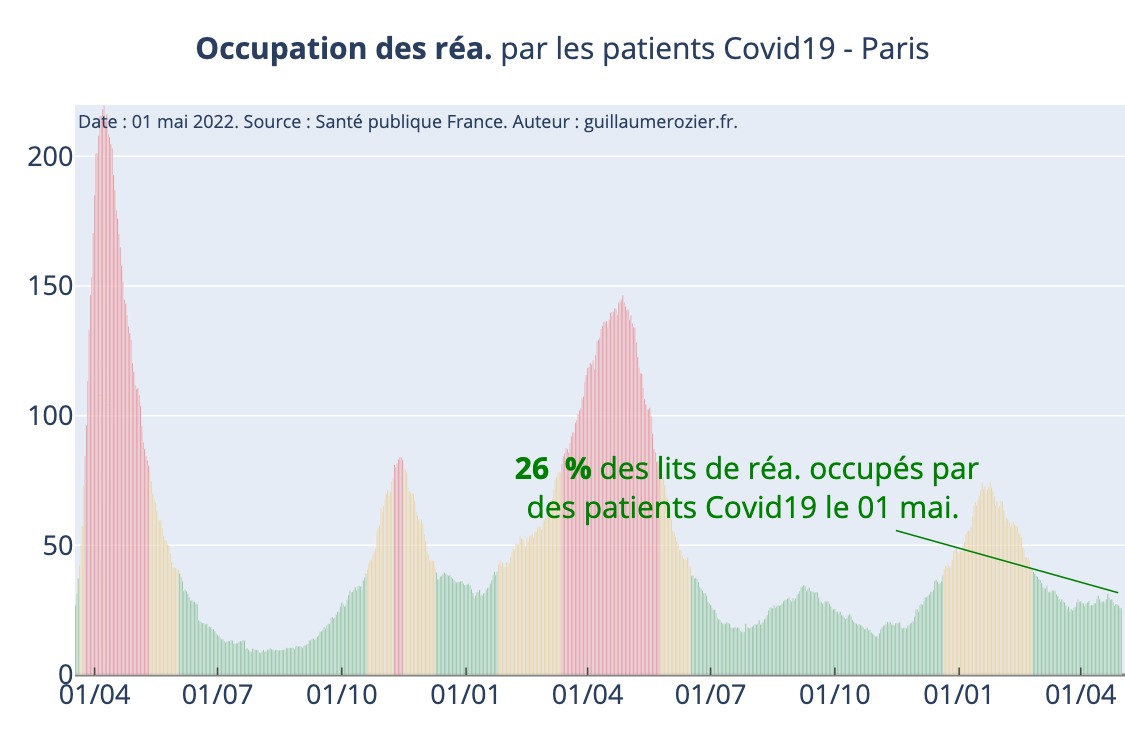 Occupation des réa. par les patients Covid19 - Paris
Date : 01 mai 2022. Source : Santé publique France. Auteur : guillaumerozier.fr.
200
150
100
26 % des lits de réa. occupés par
des patients Covid19 le 01 mai.
50
0
01/04 01/07 01/10 01/01 01/04 01/07 01/10 01/01 01/04